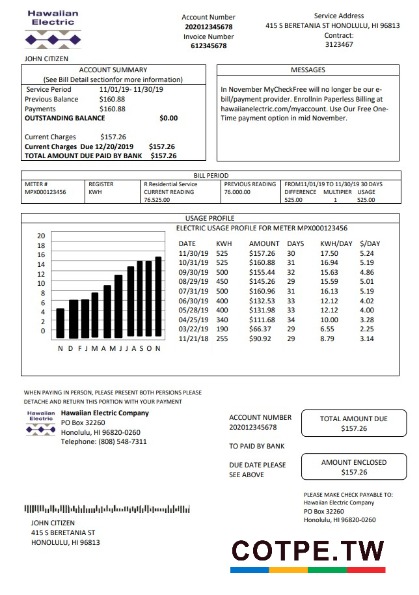 Hawaiian
Electric
Account Number
202012345678
Invoice Number
612345678
Service Address
415 S BERETANIA ST HONOLULU, HI 96813
Contract:
3123467
JOHN CITIZEN
ACCOUNT SUMMARY
(See Bill Detail sectionfor more information)
Service Period 11/01/19- 11/30/19
Previous Balance $160.88
Payments $160.88
OUTSTANDING BALANCE $0.00
Current Charges $157.26
Current Charges Due 12/20/2019 $157.26
TOTAL AMOUNT DUE PAID BY BANK $157.26
MESSAGES
In November MyCheckFree will no longer be our e-
bill/payment provider. Enrollnin Paperless Billing at
hawaiianelectric.com/myaccount. Use Our Free One-
Time payment option in mid November.
BILL PERIOD
METER # REGISTER R.Residential Service PREVIOUS READING FROM11/01/19 TO 11/30/19 30 DAYS
MPX000123456 KWH CURRENT READING 76.000.00 DIFFERENCE MULTIPLIER USAGE
76.525.00 525.00 1 525.00
USAGE PROFILE
ELECTRIC USAGE PROFILE FOR METER MPX000123456
20
18
16
14
12
10
8
6
4
2
0
N D F J M A M J J A S O N
DATE KWH AMOUNT DAYS KWH/DAY $/DAY
11/30/19 525 $157.26 30 17.50 5.24
10/31/19 525 $160.88 31 16.94 5.19
09/30/19 500 $155.44 32 15.63 4.86
08/29/19 450 $145.26 29 15.59 5.01
07/31/19 500 $160.96 31 16.13 5.19
06/30/19 400 $132.53 33 12.12 4.02
05/28/19 400 $131.98 33 12.12 4.00
04/25/19 340 $111.68 34 10.00 3.28
03/22/19 190 $66.37 29 6.55 2.25
11/21/18 255 $90.92 29 8.79 3.14
WHEN PAYING IN PERSON, PLEASE PRESENT BOTH PERSIONS PLEASE
DETACHE AND RETURN THIS PORTION WITH YOUR PAYMENT
Hawaiian
Electric
Hawaiian Electric Company
PO Box 32260
Honolulu, HI 96820-0260
Telephone: (808) 548-7311
ACCOUNT NUMBER
202012345678
TO PAID BY BANK
DUE DATE PLEASE
SEE ABOVE
TOTAL AMOUNT DUE
$157.26
AMOUNT ENCLOSED
$157.26
PLEASE MAKE CHECK PAYABLE TO:
Hawaiian Electric Company
PO Box 32260
Honolulu, HI 96820-0260
JOHN CITIZEN
415 S BERETANIA ST
HONOLULU, HI 96813
COTPE.TW